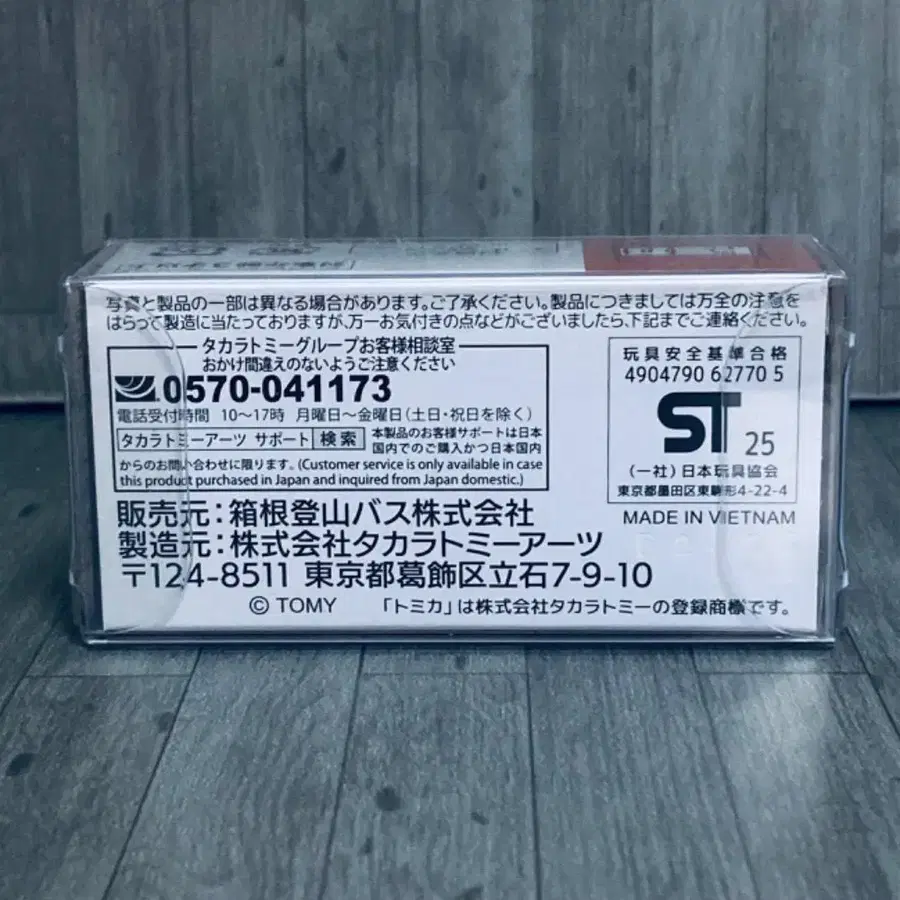 写真と製品の一部は異なる場合があります。ご了承ください。製品につきましては万全の注意を
はらって製造に当たっておりますが、万一お気付きの点などがございましたら、下記までご連絡ください。
タカラトミーグループお客様相談室
おかけ間違えのないようご注意ください
0570-041173
電話受付時間 10〜17時 月曜日〜金曜日(土日・祝日を除く)
タカラトミーアーツ サポート 検索 本製品のお客様サポートは日本
国内でのご購入かつ日本国内
からのお問い合わせに限ります。(Customer service is only available in case
this product purchased in Japan and inquired from Japan domestic.)
玩具安全基準合格
4904790 62770 5
ST 25
(一社)日本玩具協会
東京都墨田区東駒形4-22-4
MADE IN VIETNAM
販売元:箱根登山バス株式会社
製造元:株式会社タカラトミーアーツ
〒124-8511 東京都葛飾区立石7-9-10
© TOMY 「トミカ」は株式会社タカラトミーの登録商標です。